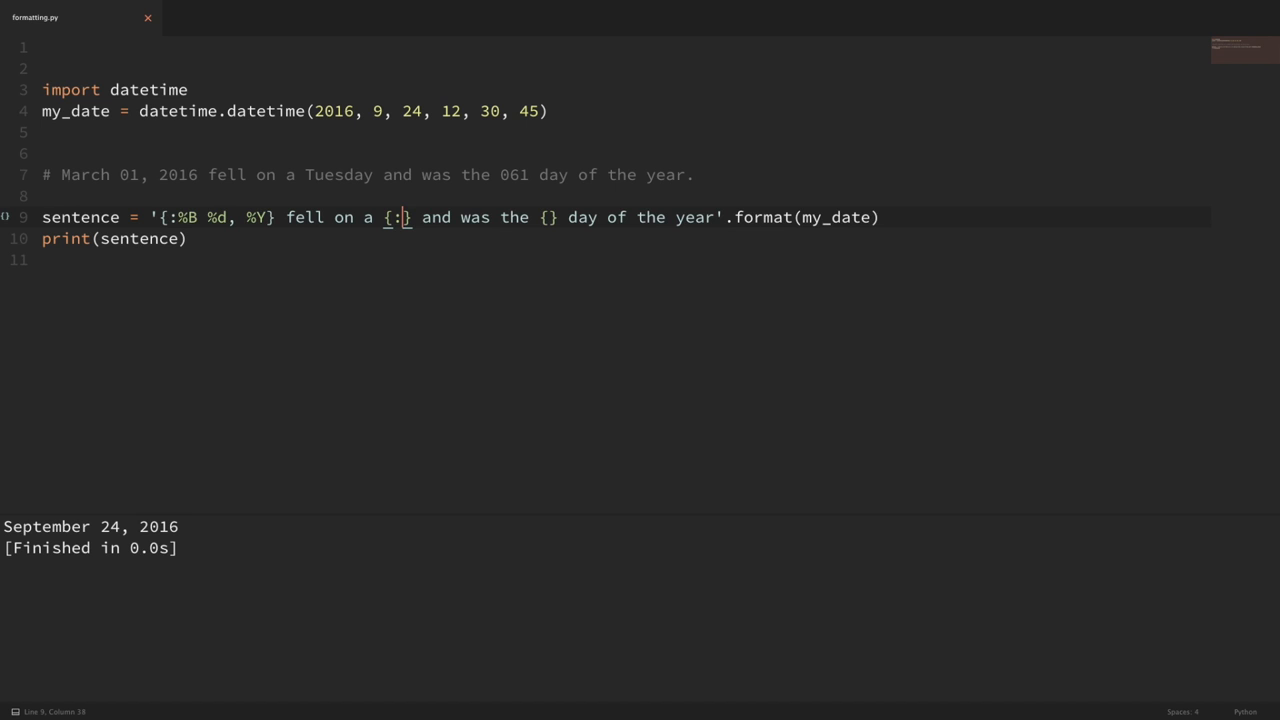 formatting.py
1
2
3 import datetime
4 my_date = datetime.datetime(2016, 9, 24, 12, 30, 45)
5
6
7 # March 01, 2016 fell on a Tuesday and was the 061 day of the year.
8
{} 9 sentence = '{:%B %d, %Y} fell on a {:} and was the {} day of the year'.format(my_date)
10 print(sentence)
11
September 24, 2016
[Finished in 0.0s]
Line 9, Column 38 Spaces: 4 Python